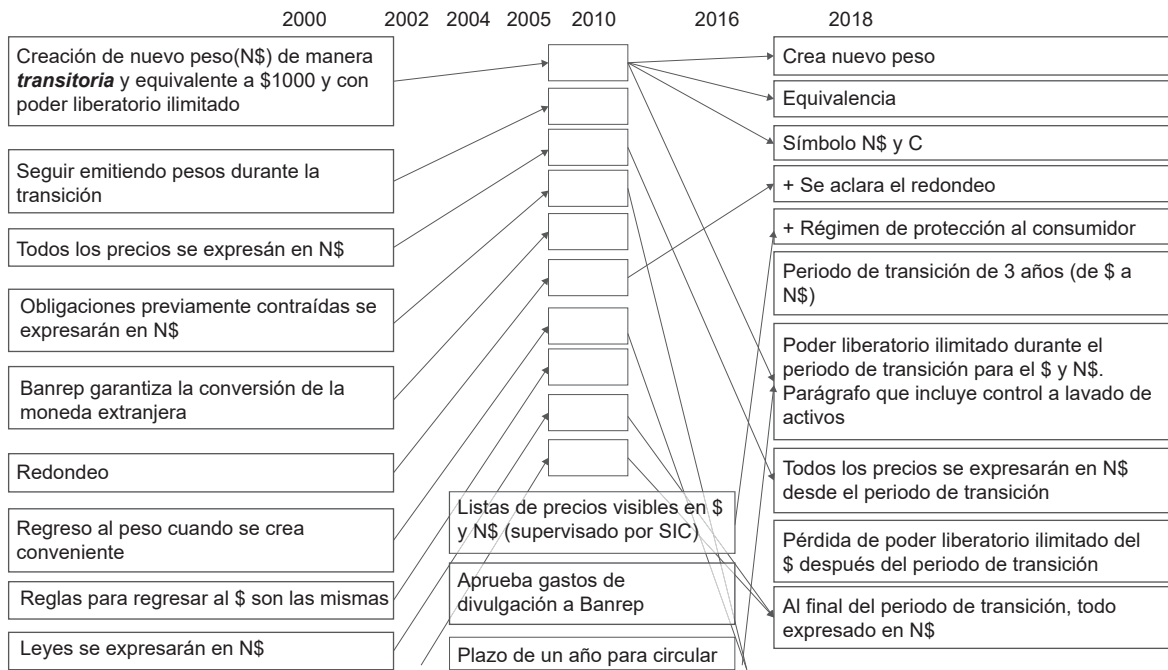 2000 2002 2004 2005 2010 2016 2018
Creación de nuevo peso(N$) de manera
transitoria y equivalente a $1000 y con
poder liberatorio ilimitado
Seguir emitiendo pesos durante la
transición
Todos los precios se expresán en N$
Obligaciones previamente contraídas se
expresarán en N$
Banrep garantiza la conversión de la
moneda extranjera
Redondeo
Regreso al peso cuando se crea
conveniente
Reglas para regresar al $ son las mismas
Leyes se expresarán en N$
Listas de precios visibles en $
y N$ (supervisado por SIC)
Aprueba gastos de
divulgación a Banrep
Plazo de un año para circular
Crea nuevo peso
Equivalencia
Símbolo N$ y C
+ Se aclara el redondeo
+ Régimen de protección al consumidor
Periodo de transición de 3 años (de $ a
N$)
Poder liberatorio ilimitado durante el
periodo de transición para el $ y N$.
Parágrafo que incluye control a lavado de
activos
Todos los precios se expresarán en N$
desde el periodo de transición
Pérdida de poder liberatorio ilimitado del
$ después del periodo de transición
Al final del periodo de transición, todo
expresado en N$